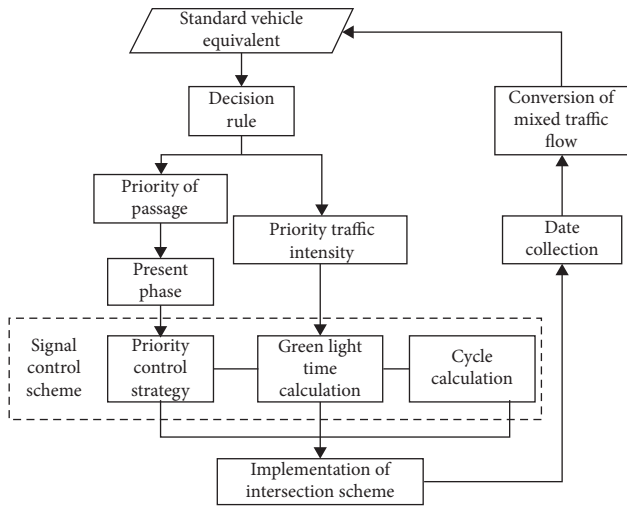 Standard vehicle
equivalent
Decision
rule
Conversion of
mixed traffic
flow
Priority of
passage
Priority traffic
intensity
Date
collection
Present
phase
Signal
control
scheme
Priority
control
strategy
Green light
time
calculation
Cycle
calculation
Implementation of
intersection scheme